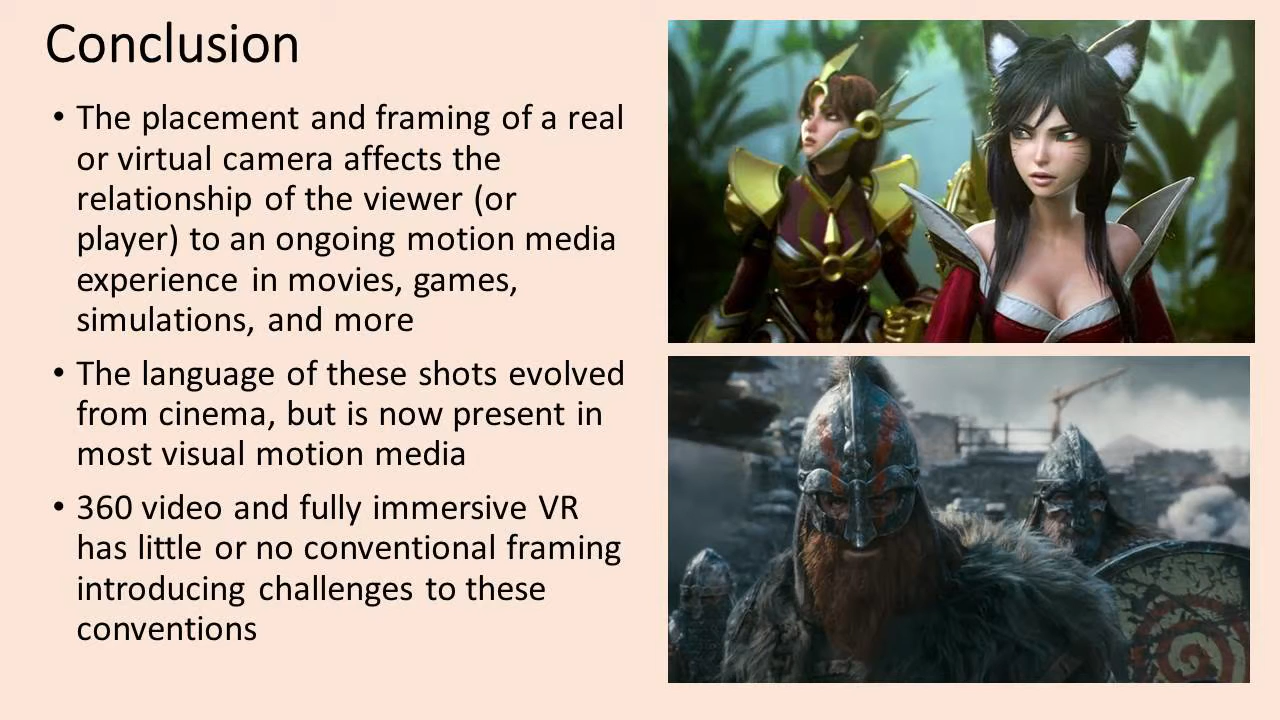 Conclusion
• The placement and framing of a real
or virtual camera affects the
relationship of the viewer (or
player) to an ongoing motion media
experience in movies, games,
simulations, and more
• The language of these shots evolved
from cinema, but is now present in
most visual motion media
• 360 video and fully immersive VR
has little or no conventional framing
introducing challenges to these
conventions